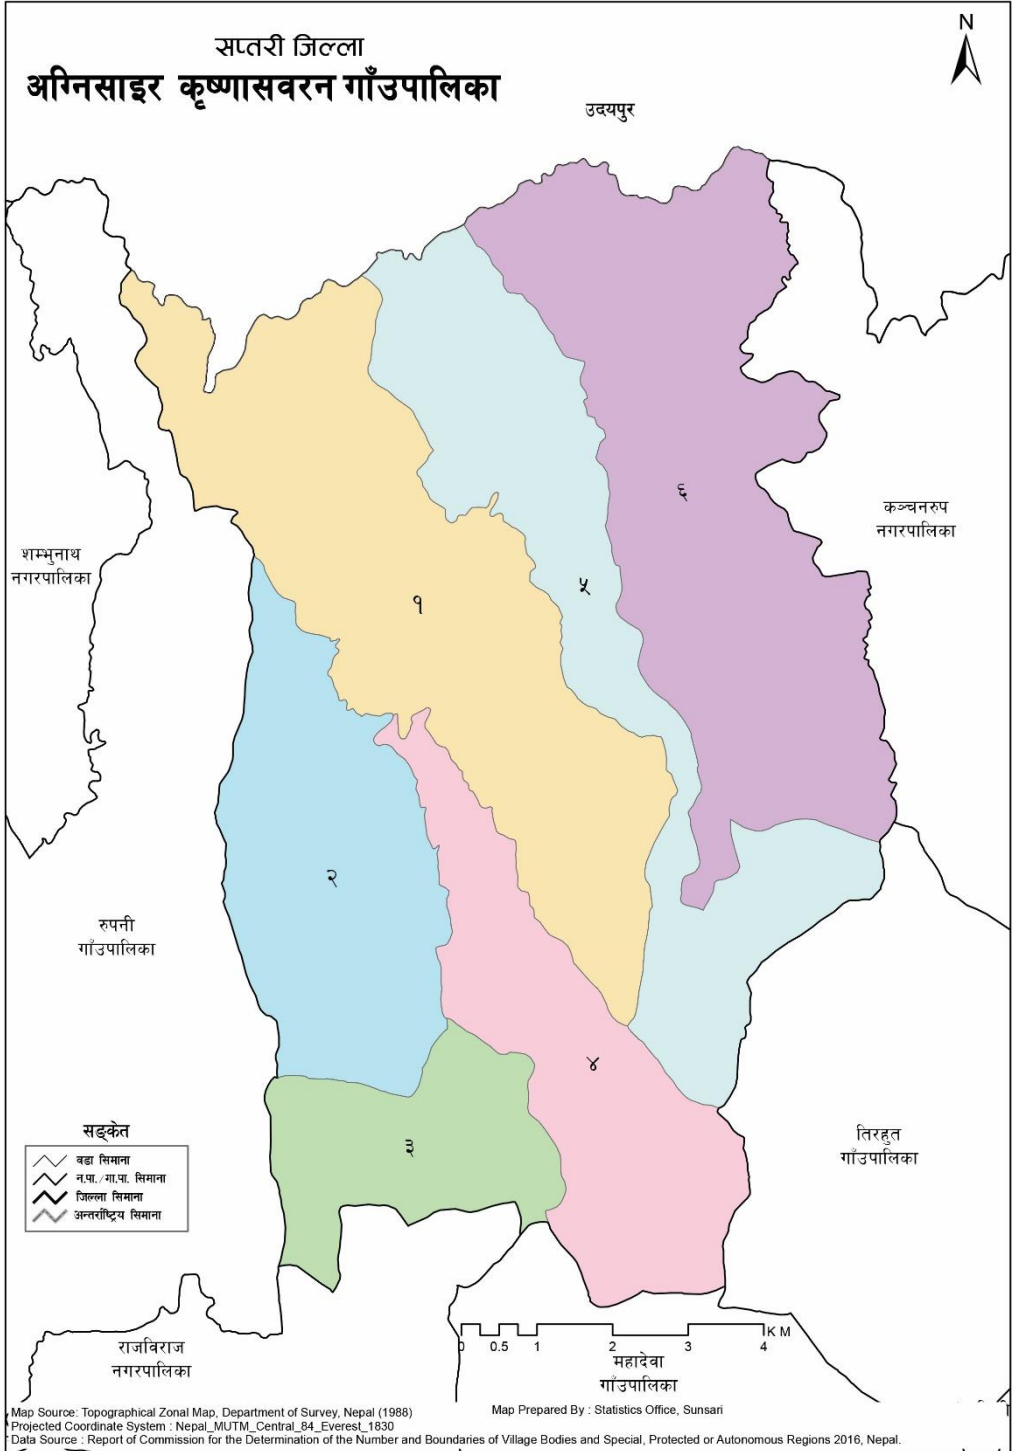 सप्तरी जिल्ला
अग्निसाइर कृष्णासवरन गाँउपालिका
N
उदयपुर
६
कञ्चनरुप
नगरपालिका
शम्भुनाथ
नगरपालिका
५
१
२
रुपनी
गाँउपालिका
४
सङ्केत
वडा सिमाना
न.पा./गा.पा. सिमाना
जिल्ला सिमाना
अन्तर्राष्ट्रिय सिमाना
३
तिरहुत
गाँउपालिका
राजविराज
नगरपालिका
KM
0 0.5 1 2 3 4
महादेवा
गाँउपालिका
Map Source: Topographical Zonal Map, Department of Survey, Nepal (1988)
Map Prepared By : Statistics Office, Sunsari
Projected Coordinate System : Nepal_MUTM_Central_84_Everest_1830
Data Source : Report of Commission for the Determination of the Number and Boundaries of Village Bodies and Special, Protected or Autonomous Regions 2016, Nepal.